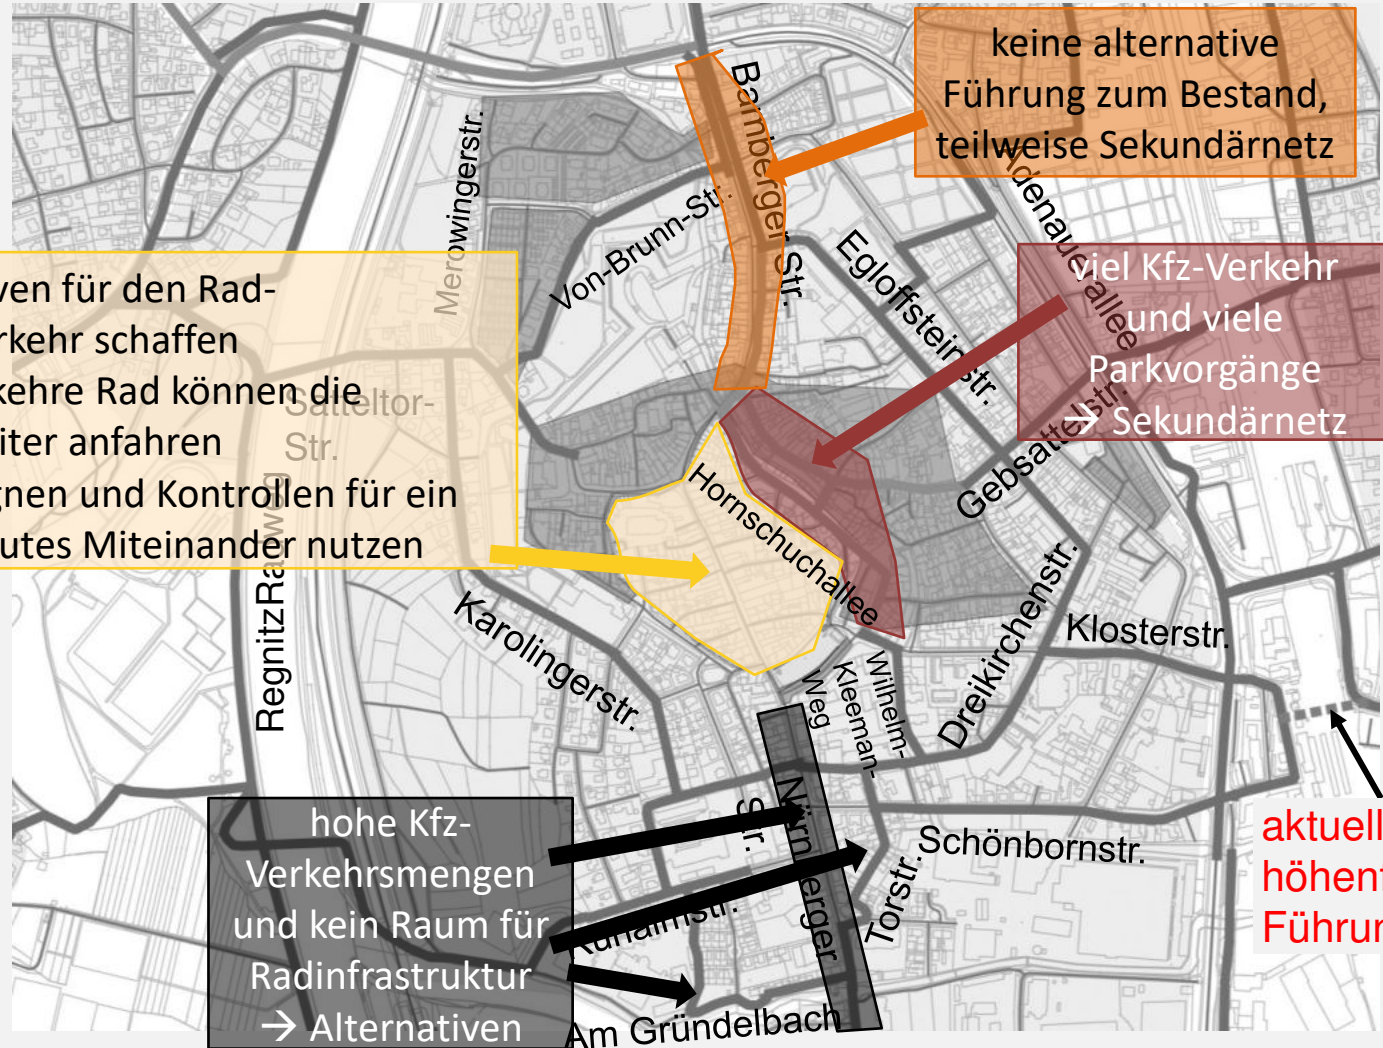 keine alternative
Führung zum Bestand,
teilweise Sekundärnetz
Bamberger Str.
Merowingerstr.
Von-Brunn-Str.
Egloffsteinstr.
Adenauerallee
viel Kfz-Verkehr
und viele
Parkvorgänge
→ Sekundärnetz
ven für den Rad-
rkehr schaffen
kehre Rad können die
iter anfahren
gnen und Kontrollen für ein
utes Miteinander nutzen
Satteltor-
Str.
Gebsattelstr.
Hornschuchallee
RegnitzRadweg
Karolingerstr.
Dreikirchenstr.
Klosterstr.
Wilhelm-
Kleeman-
Weg
hohe Kfz-
Verkehrsmengen
und kein Raum für
Radinfrastruktur
→ Alternativen
Nürnberger
Str.
Schönbornstr.
Torstr.
Am Gründelbach
aktuell
höhenf
Führun